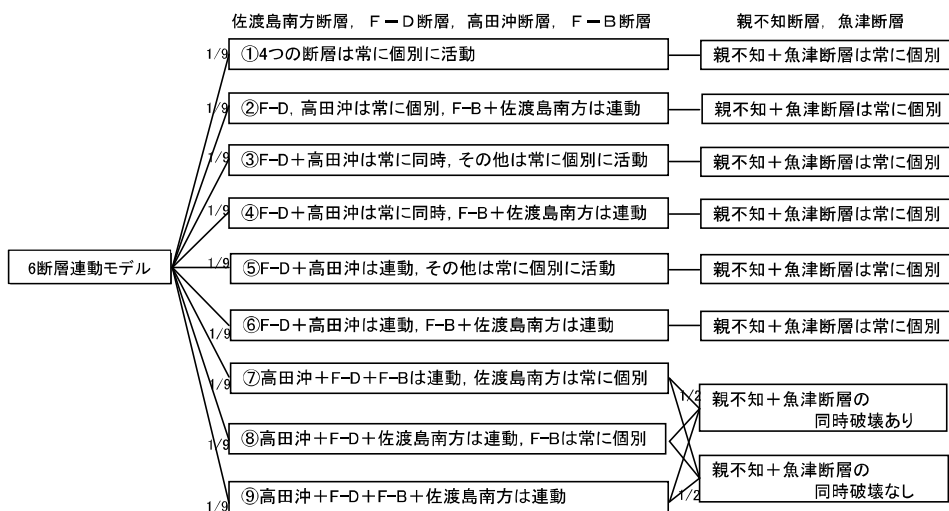 佐渡島南方断層, F-D断層, 高田沖断層, F-B断層
親不知断層, 魚津断層
6断層連動モデル
1/9
①4つの断層は常に個別に活動
親不知+魚津断層は常に個別
1/9
②F-D, 高田沖は常に個別, F-B+佐渡島南方は連動
親不知+魚津断層は常に個別
1/9
③F-D+高田沖は常に同時, その他は常に個別に活動
親不知+魚津断層は常に個別
1/9
④F-D+高田沖は常に同時, F-B+佐渡島南方は連動
親不知+魚津断層は常に個別
1/9
⑤F-D+高田沖は連動, その他は常に個別に活動
親不知+魚津断層は常に個別
1/9
⑥F-D+高田沖は連動, F-B+佐渡島南方は連動
親不知+魚津断層は常に個別
1/9
⑦高田沖+F-D+F-Bは連動, 佐渡島南方は常に個別
1/9
⑧高田沖+F-D+佐渡島南方は連動, F-Bは常に個別
1/9
⑨高田沖+F-D+F-B+佐渡島南方は連動
1/2
親不知+魚津断層の
同時破壊あり
1/2
親不知+魚津断層の
同時破壊なし